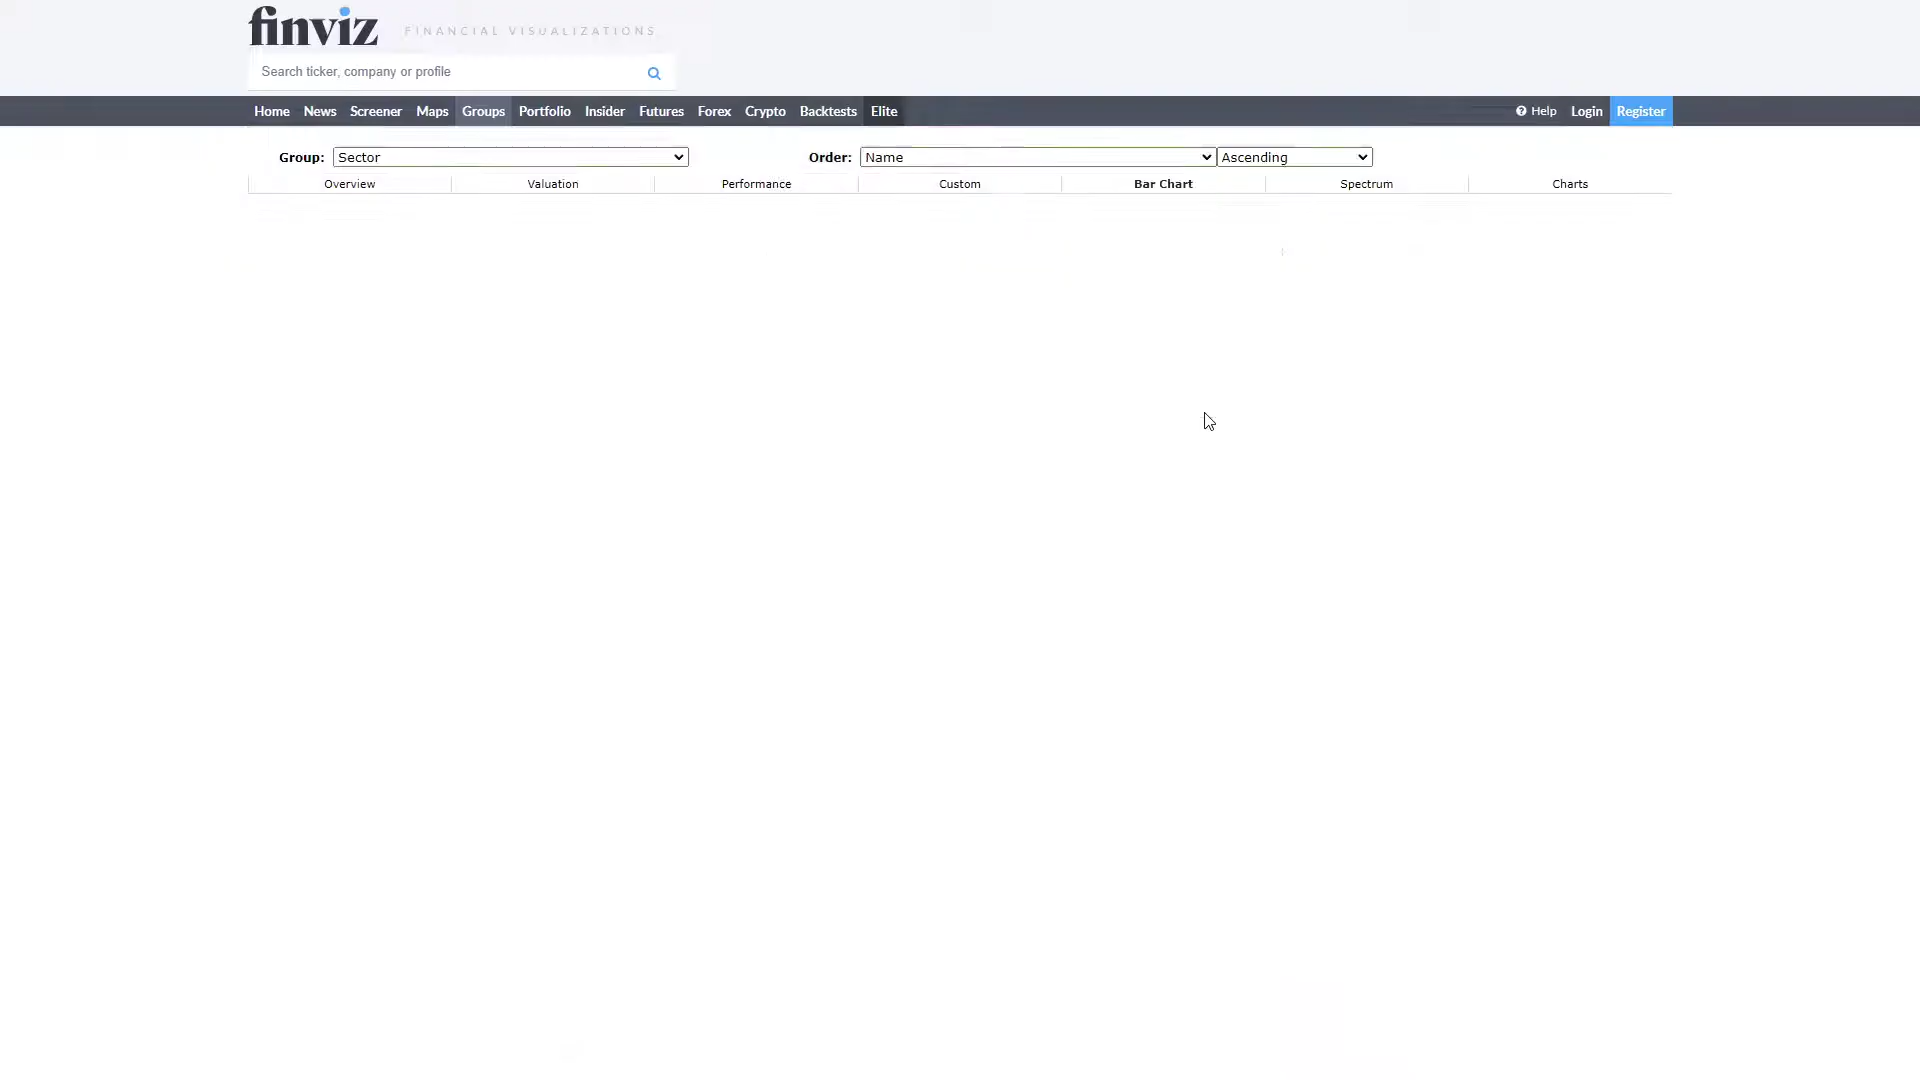 finviz FINANCIAL VISUALIZATIONS
Search ticker, company or profile
Home News Screener Maps Groups Portfolio Insider Futures Forex Crypto Backtests Elite Help Login Register
Group: Sector Order: Name Ascending
Overview Valuation Performance Custom Bar Chart Spectrum Charts